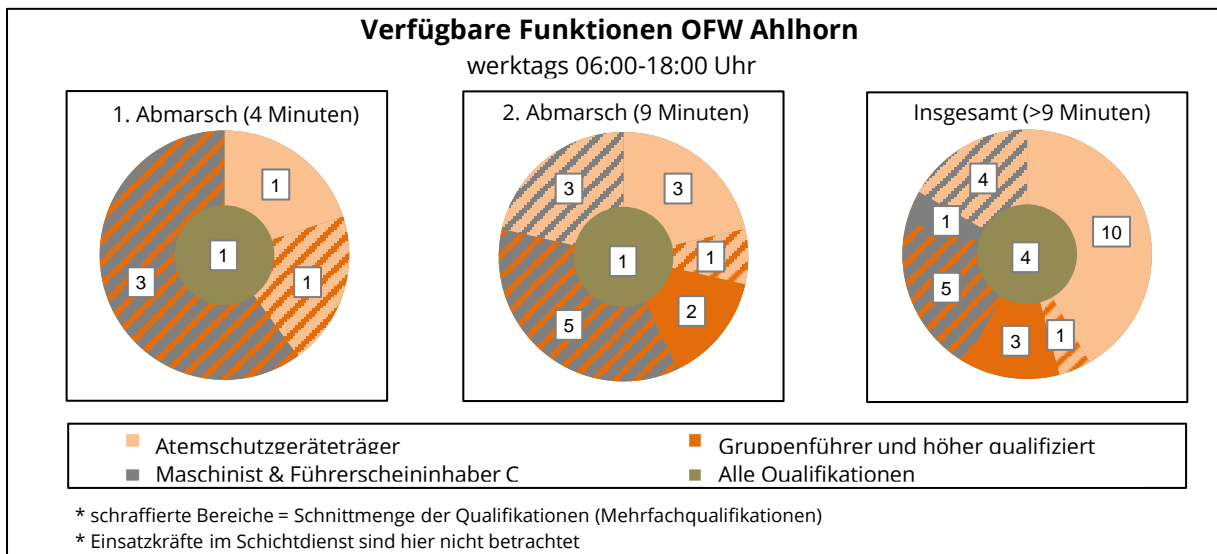 Verfügbare Funktionen OFW Ahlhorn
werktags 06:00-18:00 Uhr
1. Abmarsch (4 Minuten)
1
1
1
3
2. Abmarsch (9 Minuten)
3
3
1
1
2
5
Insgesamt (>9 Minuten)
4
1
10
4
5
3
1
Atemschutzgeräteträger
Gruppenführer und höher qualifiziert
Maschinist & Führerscheininhaber C
Alle Qualifikationen
* schraffierte Bereiche = Schnittmenge der Qualifikationen (Mehrfachqualifikationen)
* Einsatzkräfte im Schichtdienst sind hier nicht betrachtet